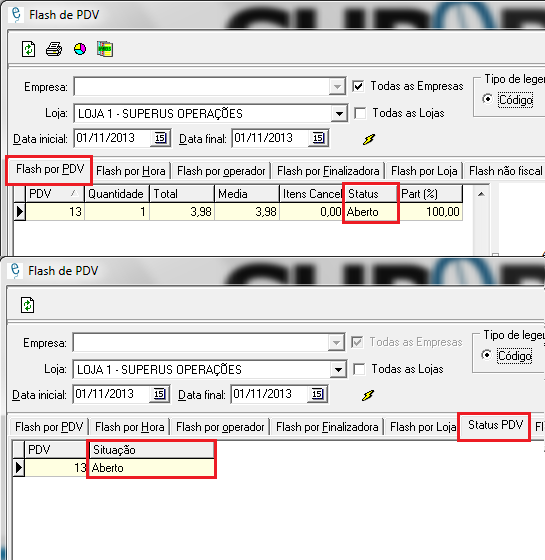 Flash de PDV
Empresa: Todas as Empresas Tipo de leger
Loja: LOJA 1 - SUPERUS OPERAÇÕES Todas as Lojas Código
Data inicial: 01/11/2013 15 Data final: 01/11/2013 15
Flash por PDV Flash por Hora Flash por operador Flash por Finalizadora Flash por Loja Flash não fiscal
PDV Quantidade Total Media Itens Cancel Status Part (%)
13 1 3,98 3,98 0,00 Aberto 100,00
Flash de PDV
Empresa: Todas as Empresas Tipo de leger
Loja: LOJA 1 - SUPERUS OPERAÇÕES Todas as Lojas Código
Data inicial: 01/11/2013 15 Data final: 01/11/2013 15
Flash por PDV Flash por Hora Flash por operador Flash por Finalizadora Flash por Loja Status PDV Fl
PDV Situação
13 Aberto